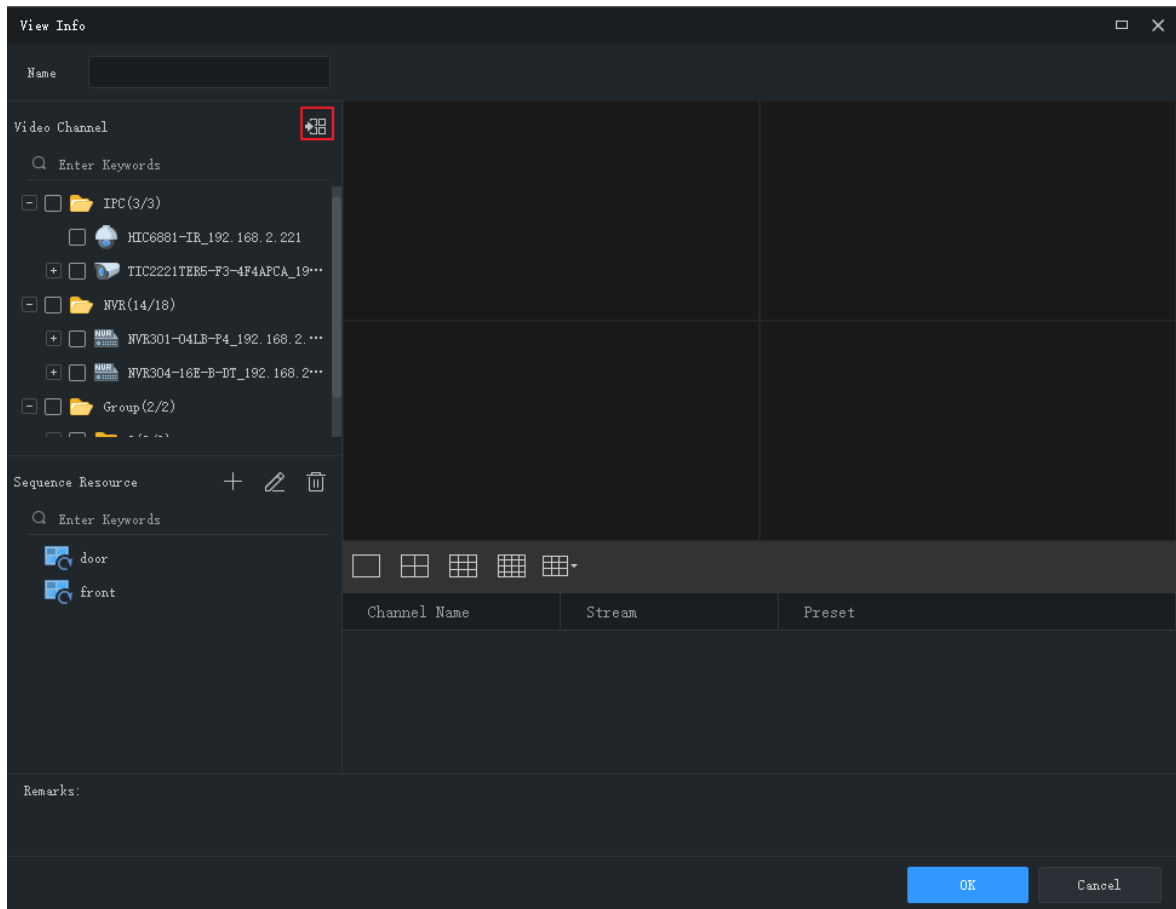 View Info
Name
Video Channel
Enter Keywords
IPC(3/3)
HIC6881-IR_192.168.2.221
TIC2221TER5-F3-4F4APCA_19···
NVR(14/18)
NVR
NVR301-04LB-P4_192.168.2.···
NVR
NVR304-16E-B-DT_192.168.2···
Group(2/2)
Sequence Resource
Enter Keywords
door
front
Channel Name Stream Preset
Remarks:
OK Cancel